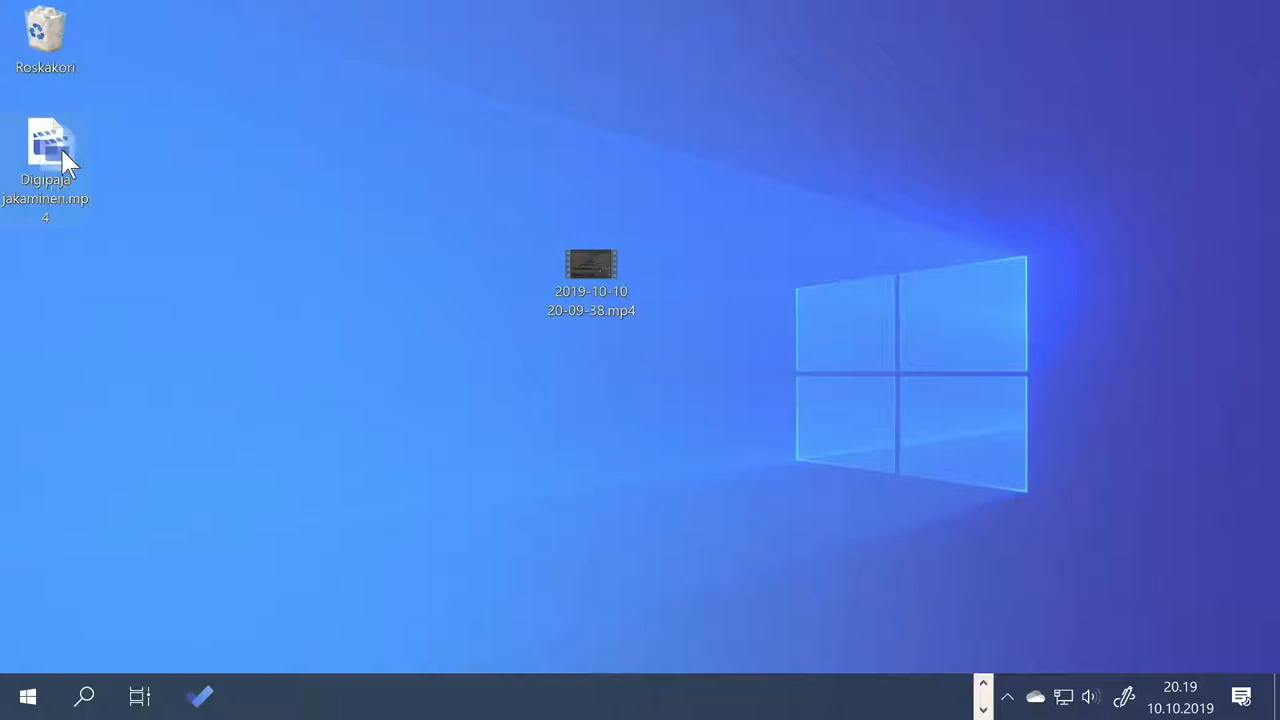 Roskakori
Digipaja
jakaminen.mp
4
2019-10-10
20-09-38.mp4
20.19
10.10.2019